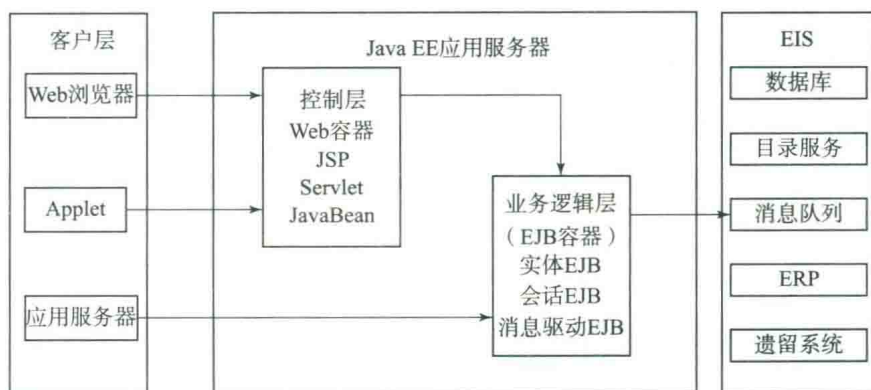 客户层
Web浏览器
Applet
应用服务器
Java EE应用服务器
控制层
Web容器
JSP
Servlet
JavaBean
业务逻辑层
（EJB容器）
实体EJB
会话EJB
消息驱动EJB
EIS
数据库
目录服务
消息队列
ERP
遗留系统